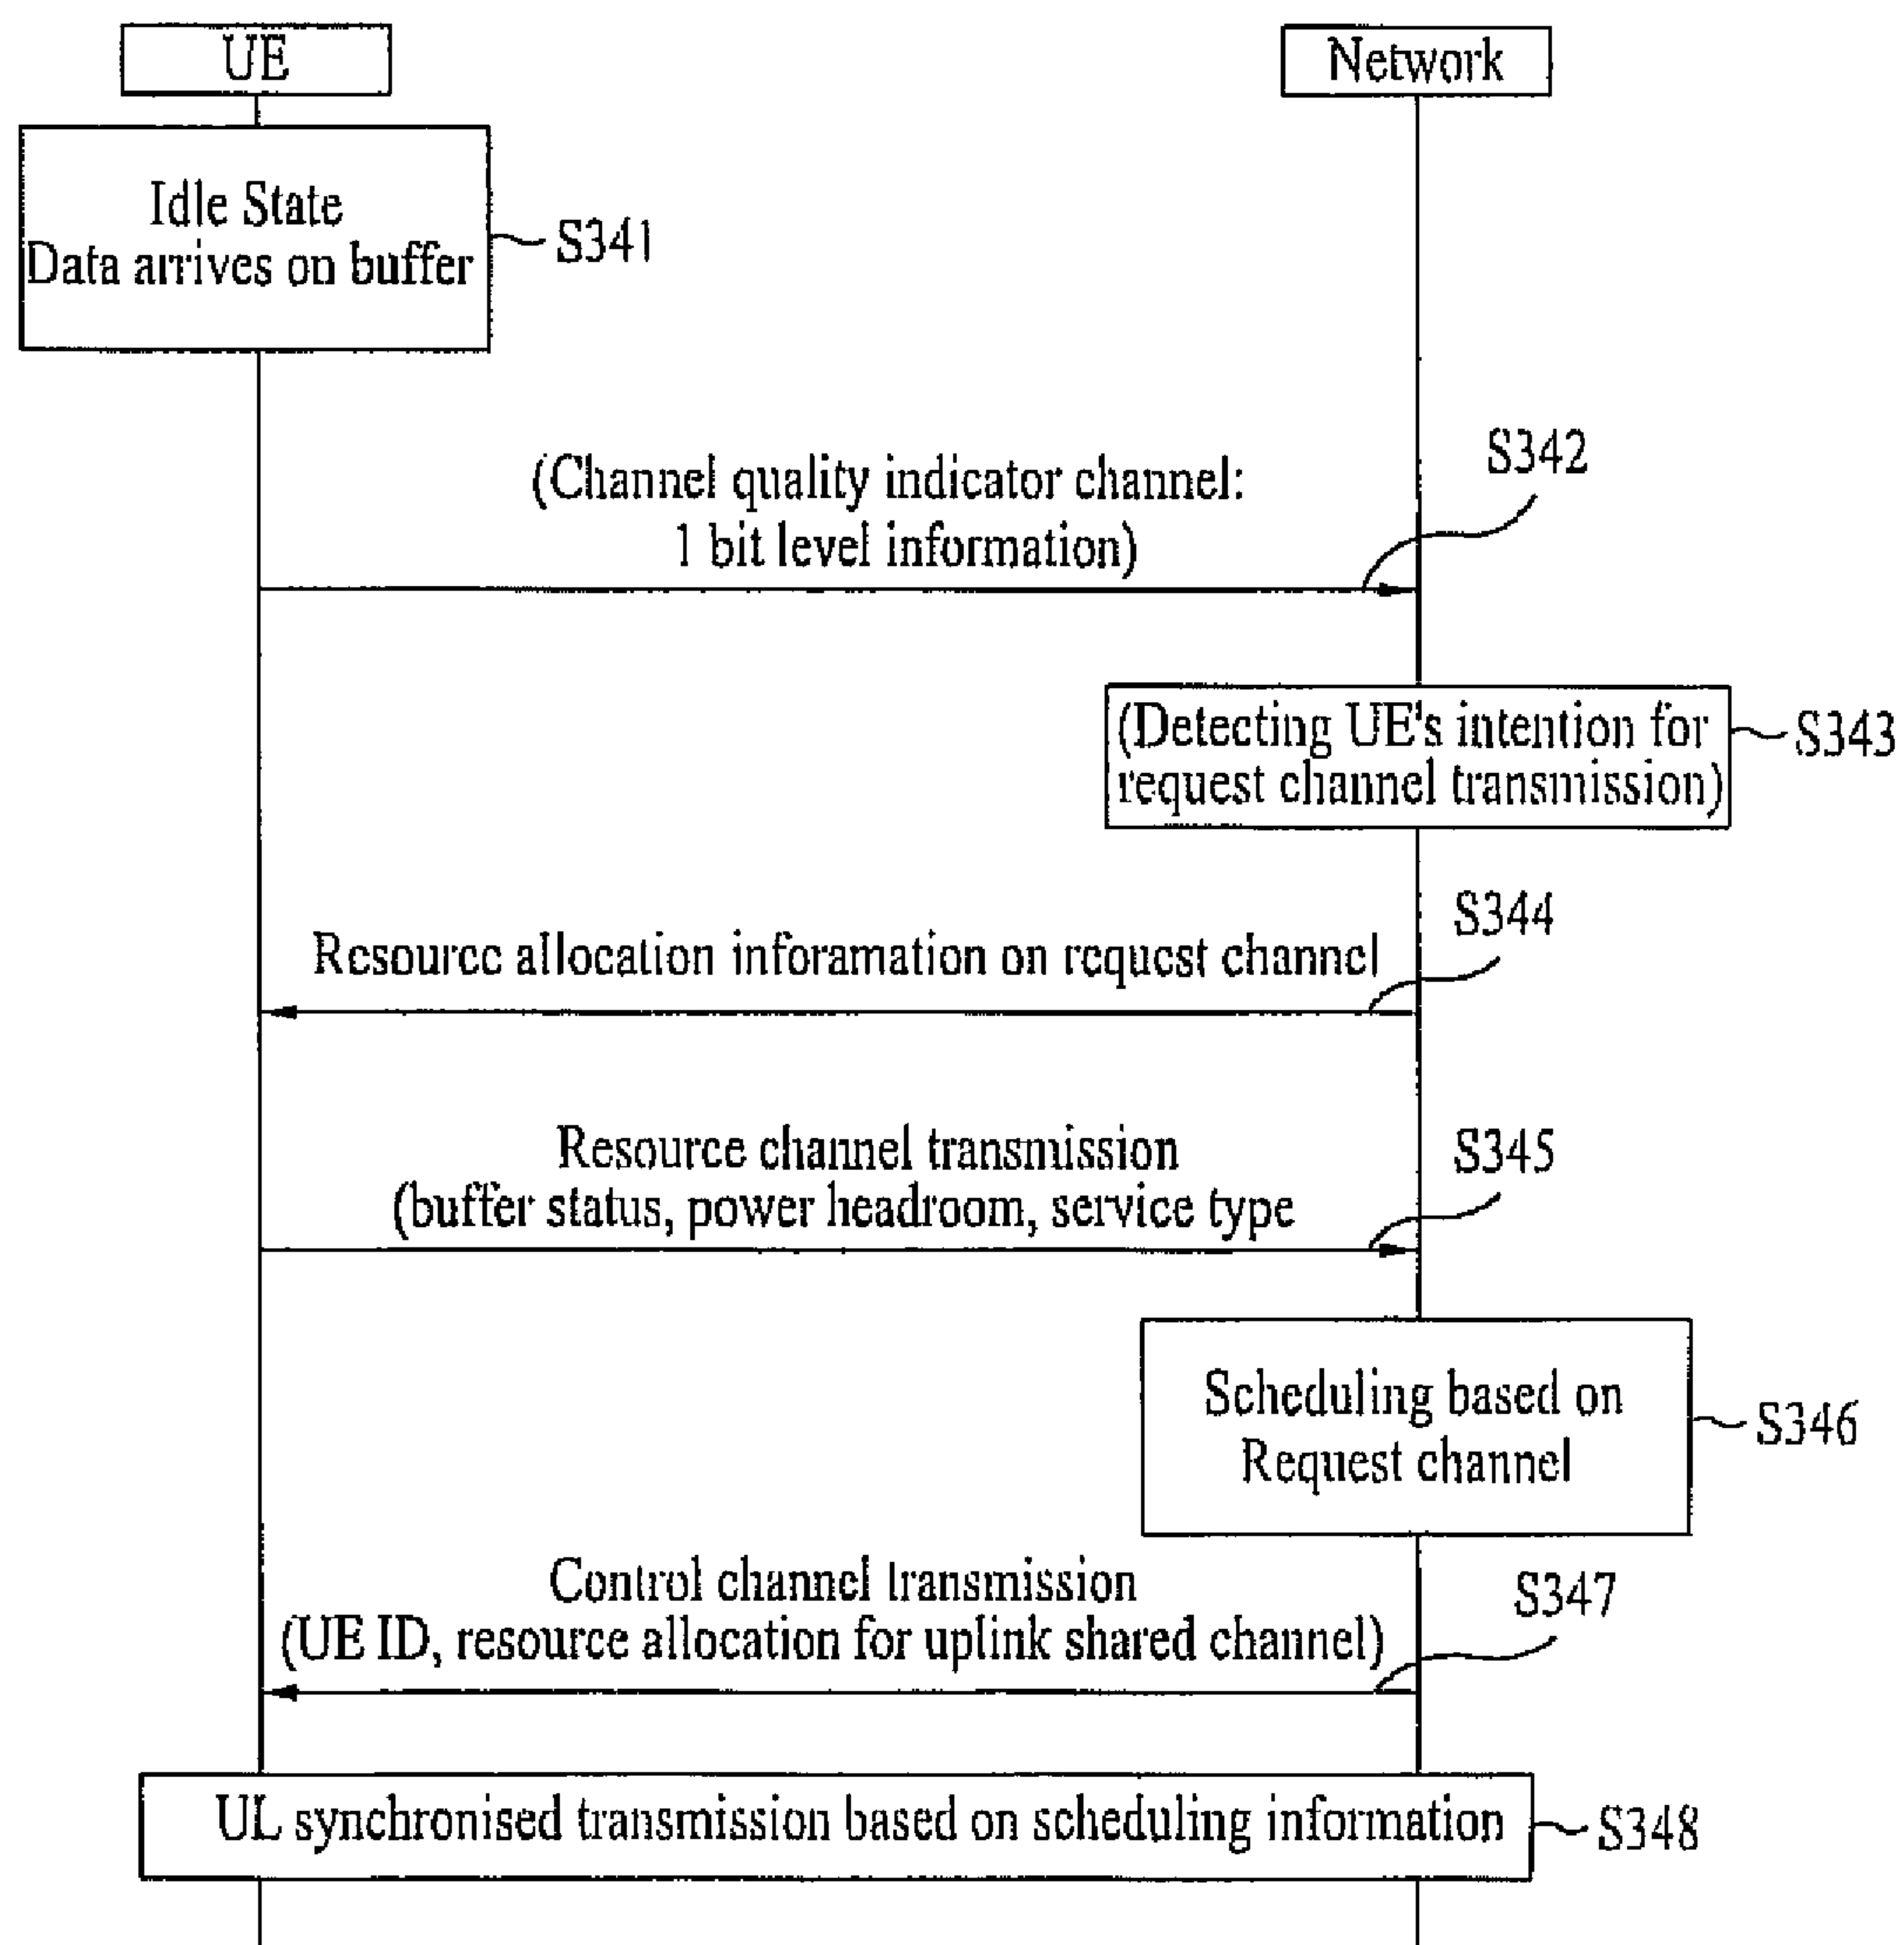 UE
Network
Idle State
Data arrives on buffer
S341
S342
(Channel quality indicator channel:
1 bit level information)
(Detecting UE's intention for
request channel transmission)
S343
S344
Resource allocation inforamation on request channel
Resource channel transmission
(buffer status, power headroom, service type
S345
Scheduling based on
Request channel
S346
Control channel transmission
(UE ID, resource allocation for uplink shared channel)
S347
UL synchronised transmission based on scheduling information
S348